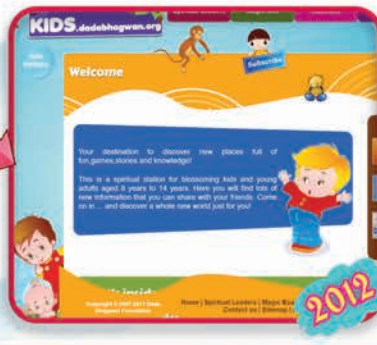 KIDS.dadabhagwan.org
Subscribe
Welcome
Your destination to discover new places full of
fun,games,stories and knowledge!
This is a spiritual station for blossoming kids and young
adults aged 8 years to 14 years. Here you will find lots of
new information that you can share with your friends. Come
on in ... and discover a whole new world just for you!
Home | Spiritual Leaders | Magic
Contact us | Sitemap
2012